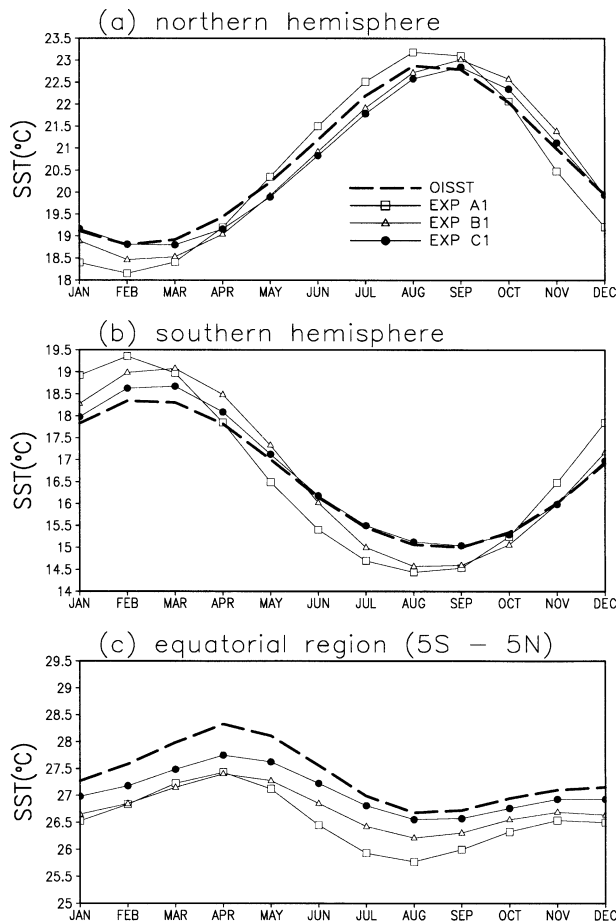 (a) northern hemisphere
SST(°C)
23.5
23
22.5
22
21.5
21
20.5
20
19.5
19
18.5
18
OISST
EXP A1
EXP B1
EXP C1
JAN FEB MAR APR MAY JUN JUL AUG SEP OCT NOV DEC
(b) southern hemisphere
SST(°C)
19.5
19
18.5
18
17.5
17
16.5
16
15.5
15
14.5
14
JAN FEB MAR APR MAY JUN JUL AUG SEP OCT NOV DEC
(c) equatorial region (5S – 5N)
SST(°C)
29.5
29
28.5
28
27.5
27
26.5
26
25.5
25
JAN FEB MAR APR MAY JUN JUL AUG SEP OCT NOV DEC